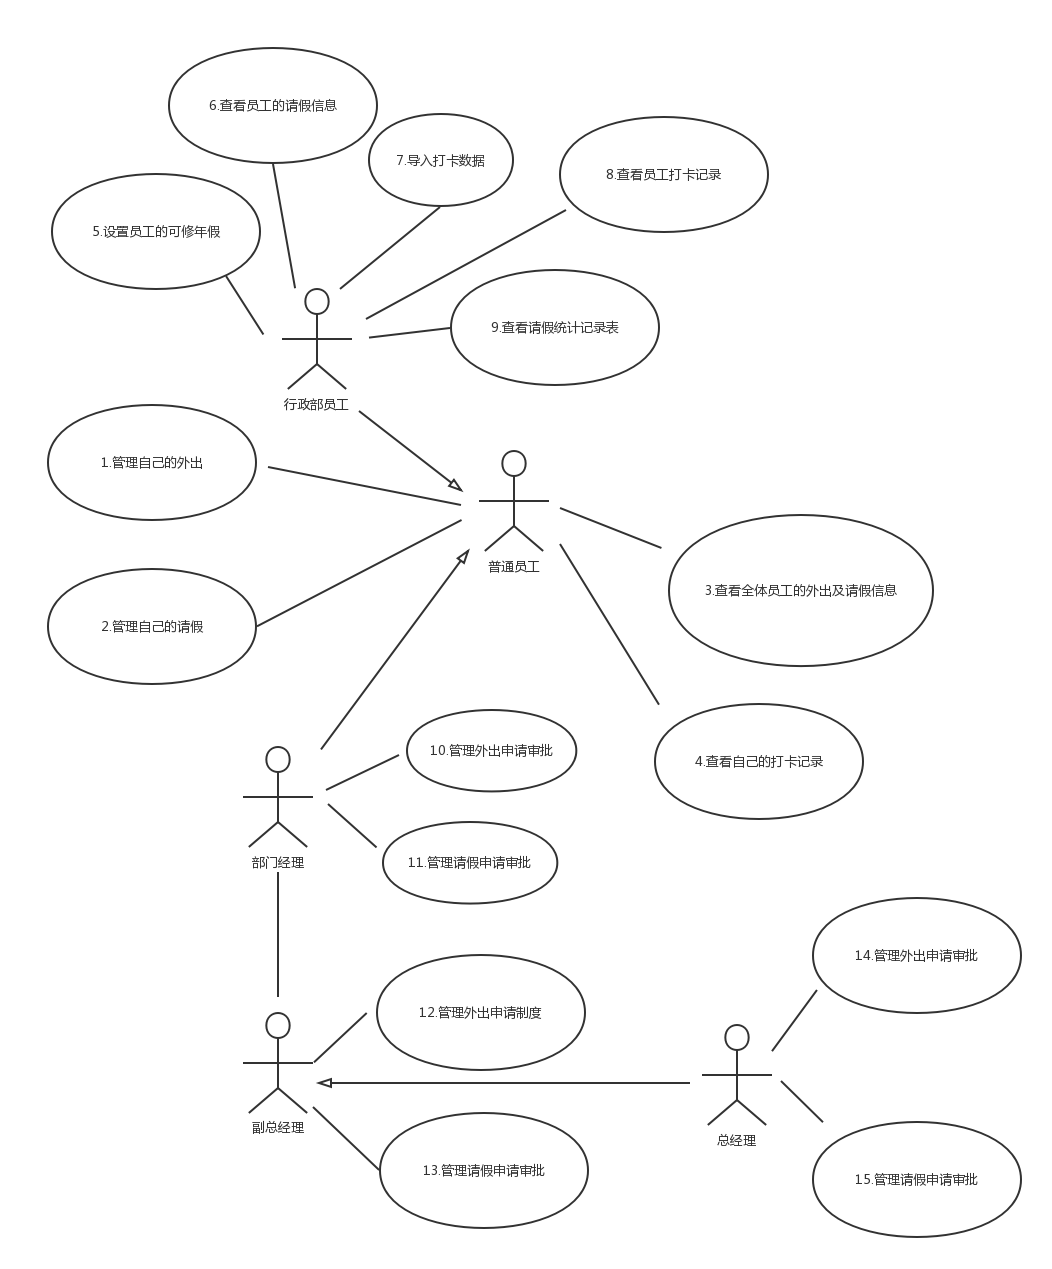 6.查看员工的请假信息
7.导入打卡数据
8.查看员工打卡记录
5.设置员工的可修年假
9.查看请假统计记录表
行政部员工
1.管理自己的外出
普通员工
3.查看全体员工的外出及请假信息
2.管理自己的请假
10.管理外出申请审批
4.查看自己的打卡记录
部门经理
11.管理请假申请审批
14.管理外出申请审批
12.管理外出申请制度
副总经理
总经理
13.管理请假申请审批
15.管理请假申请审批